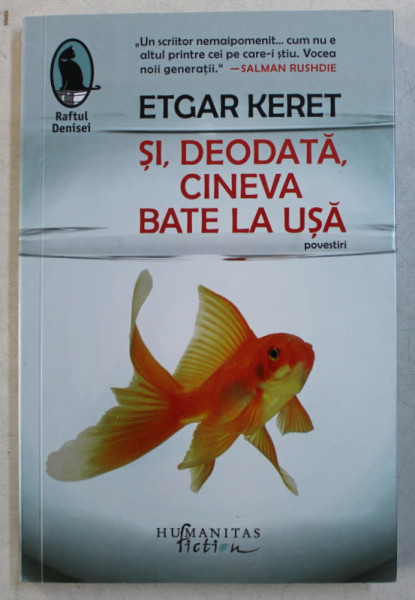 „Un scriitor nemaipomenit... cum nu e
altul printre cei pe care-i știu. Vocea
noii generații.“ —SALMAN RUSHDIE
Raftul
Denisei
ETGAR KERET
ȘI, DEODATĂ,
CINEVA
BATE LA UȘĂ
povestiri
HUMANITAS
fiction